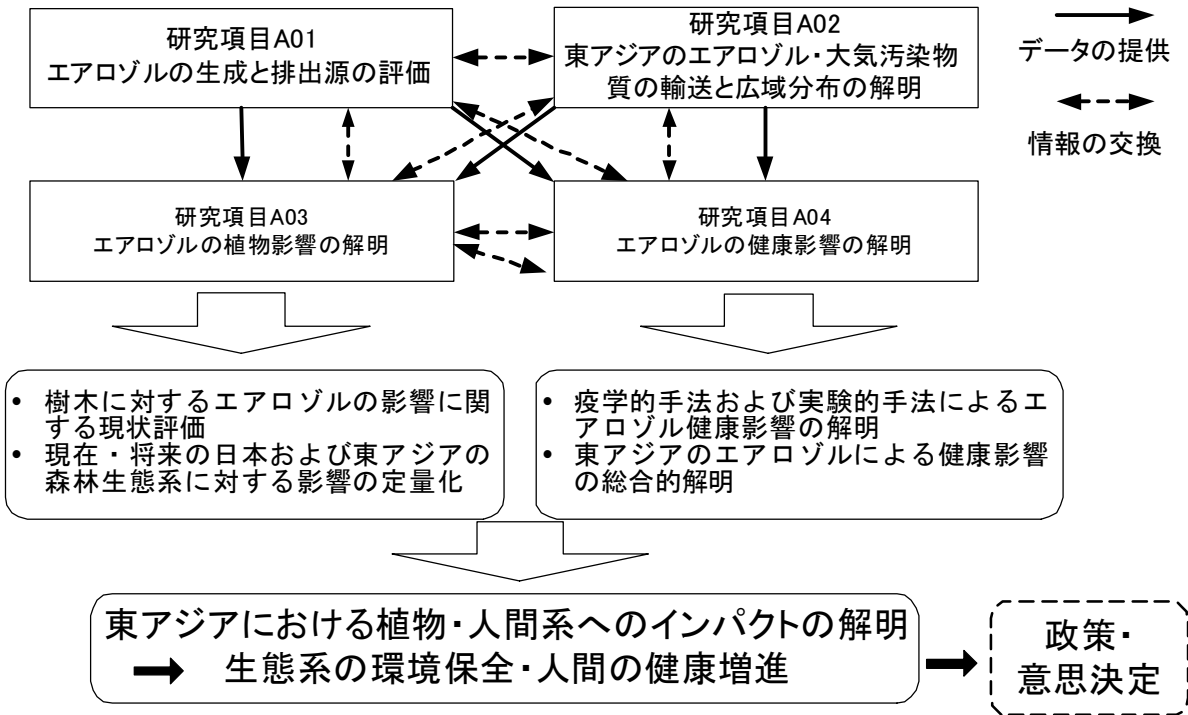 研究項目A01
エアロゾルの生成と排出源の評価
研究項目A02
東アジアのエアロゾル・大気汚染物
質の輸送と広域分布の解明
データの提供
情報の交換
研究項目A03
エアロゾルの植物影響の解明
研究項目A04
エアロゾルの健康影響の解明
• 樹木に対するエアロゾルの影響に関
する現状評価
• 現在・将来の日本および東アジアの
森林生態系に対する影響の定量化
• 疫学的手法および実験的手法によるエ
アロゾル健康影響の解明
• 東アジアのエアロゾルによる健康影響
の総合的解明
東アジアにおける植物・人間系へのインパクトの解明
生態系の環境保全・人間の健康増進
政策・
意思決定